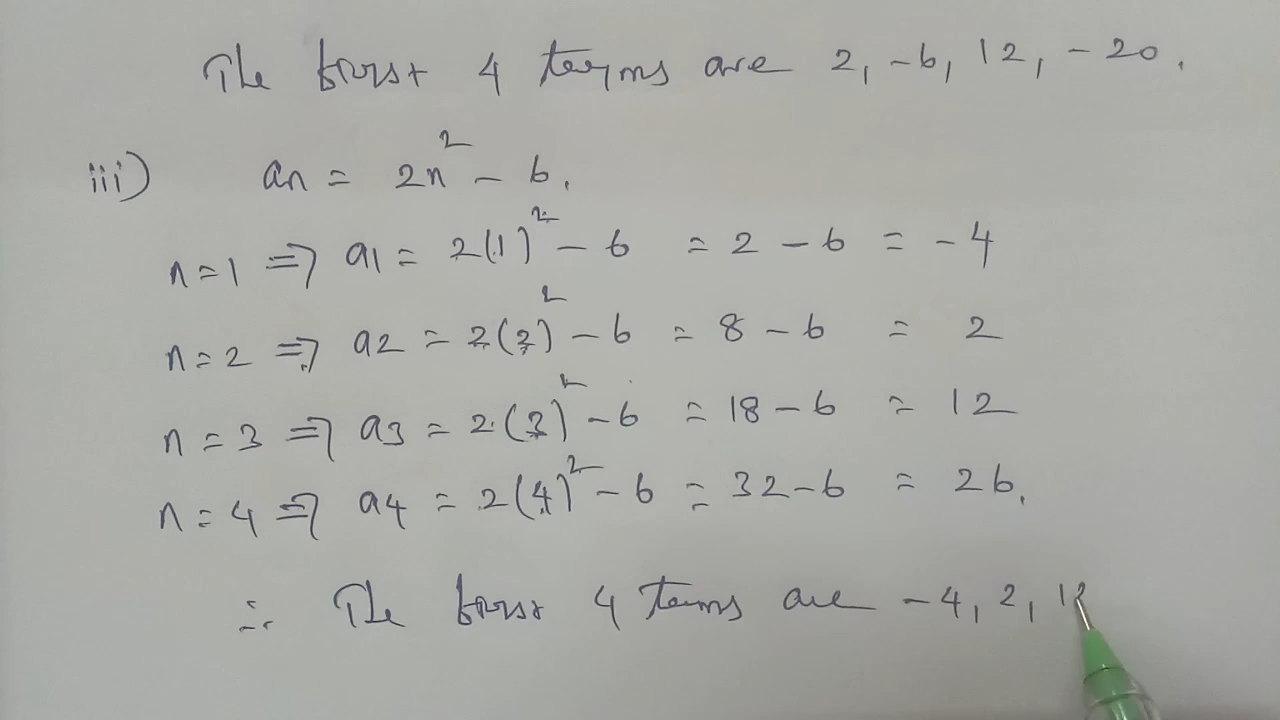 The first 4 terms are 2, -6, 12, -20.
iii) an = 2n² - 6.
n=1 ⇒ a1 = 2(1)² - 6 = 2 - 6 = -4
n=2 ⇒ a2 = 2(2)² - 6 = 8 - 6 = 2
n=3 ⇒ a3 = 2(3)² - 6 = 18 - 6 = 12
n=4 ⇒ a4 = 2(4)² - 6 = 32 - 6 = 26.
∴ The first 4 terms are -4, 2, 12